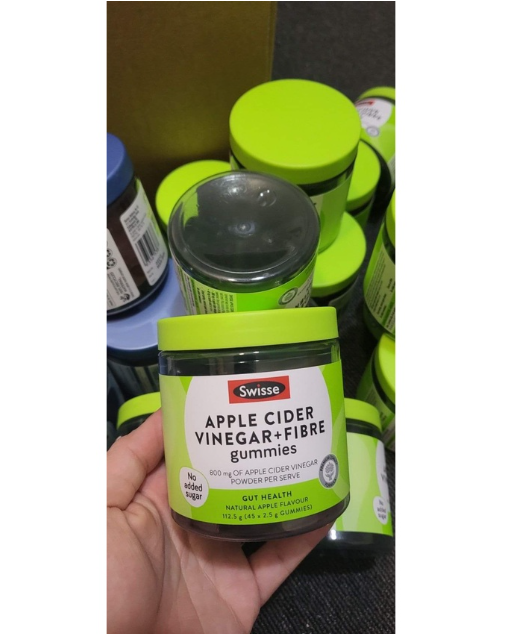 Swisse
APPLE CIDER
VINEGAR+FIBRE
gummies
800 mg OF APPLE CIDER VINEGAR
POWDER PER SERVE
No
added
sugar
GUT HEALTH
NATURAL APPLE FLAVOUR
112.5 g (45 x 2.5 g GUMMIES)